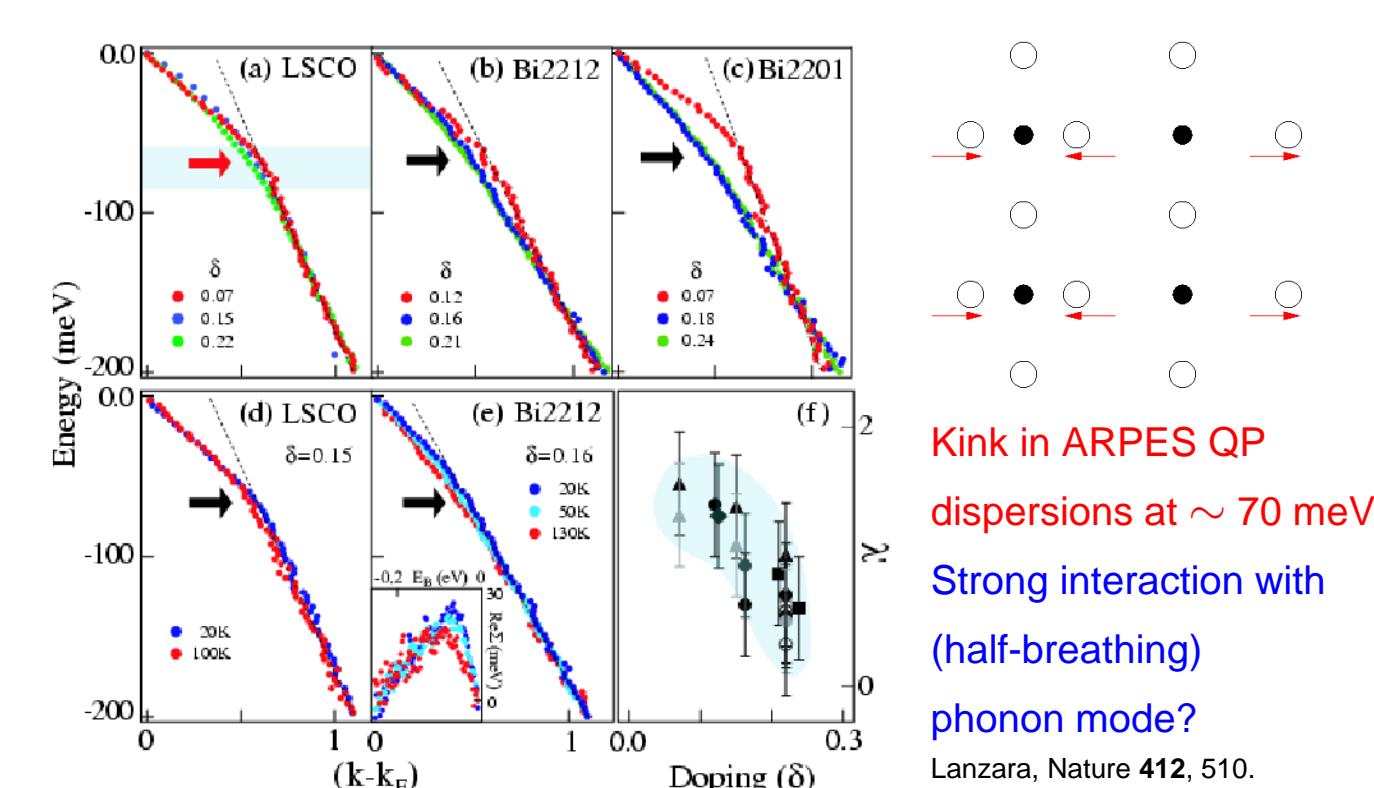 0.0
(a) LSCO
(b) Bi2212
(c) Bi2201
-100
δ
0.07
0.15
0.22
δ
0.12
0.16
0.21
δ
0.07
0.18
0.24
-200
Energy (meV)
0.0
(d) LSCO
δ=0.15
(e) Bi2212
δ=0.16
20K
50K
130K
(f)
2
-100
-0.2 E_B (eV) 0
30
ReΣ (meV)
0
20K
100K
0
-200
0
1
0
1
0.0
0.3
(k-k_F)
Doping (δ)
Kink in ARPES QP
dispersions at ∼ 70 meV
Strong interaction with
(half-breathing)
phonon mode?
Lanzara, Nature 412, 510.